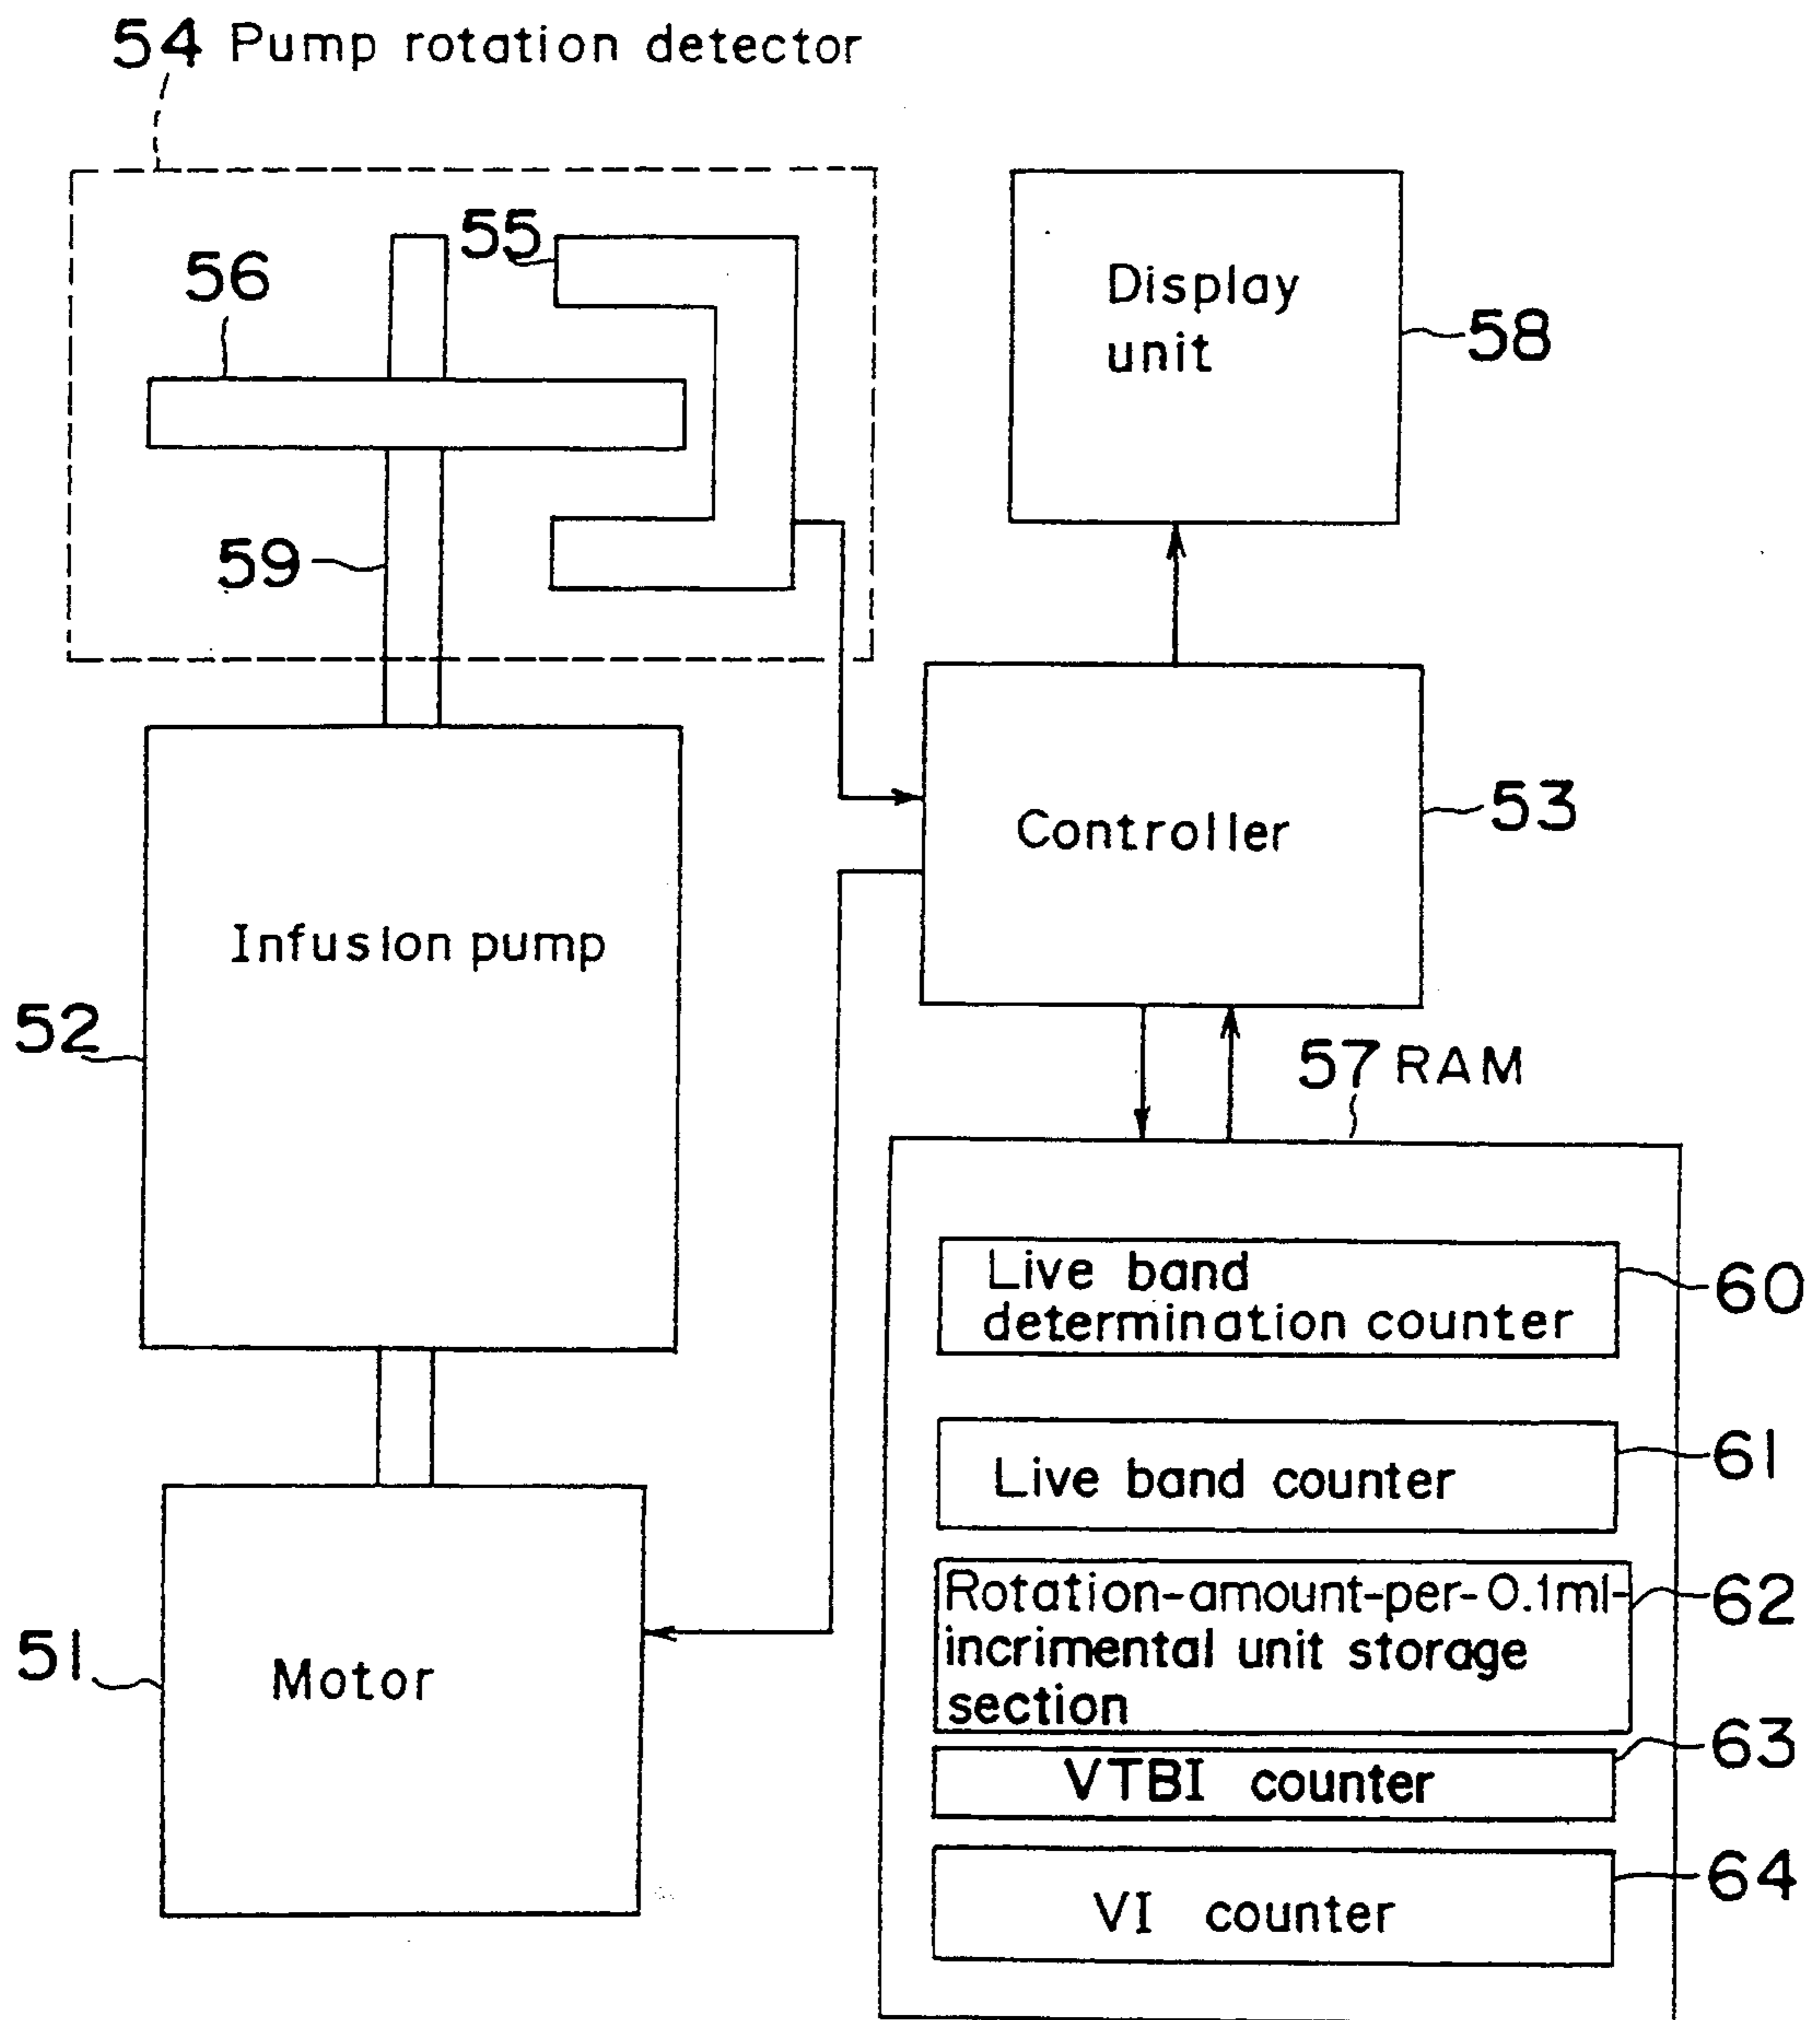 54 Pump rotation detector
55
56
59
Display
unit
58
Controller
53
Infusion pump
52
57 RAM
Live band
determination counter
60
Live band counter
61
Rotation-amount-per-0.1ml-
incrimental unit storage
section
62
VTBI counter
63
VI counter
64
Motor
51